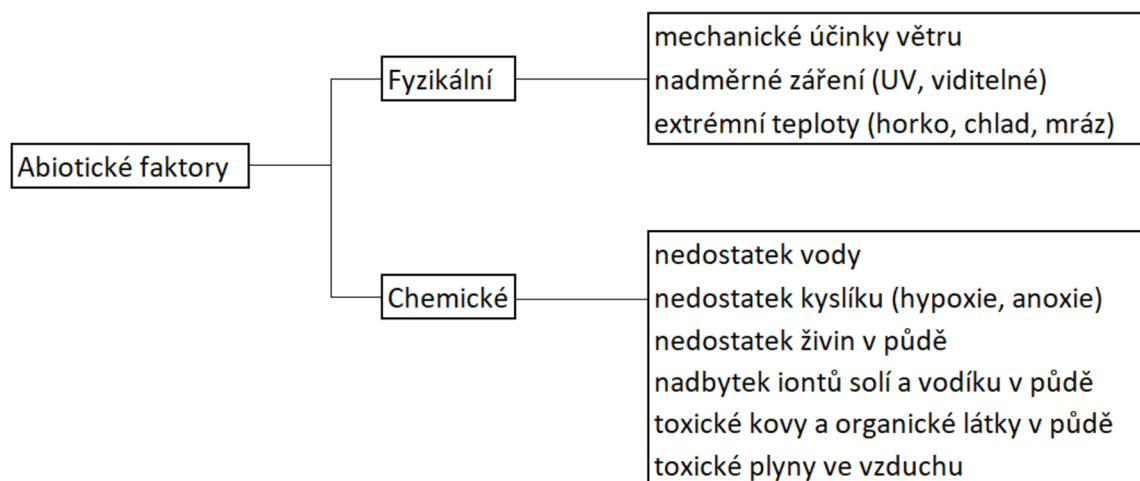 Abiotické faktory
Fyzikální
mechanické účinky větru
nadměrné záření (UV, viditelné)
extrémní teploty (horko, chlad, mráz)
Chemické
nedostatek vody
nedostatek kyslíku (hypoxie, anoxie)
nedostatek živin v půdě
nadbytek iontů solí a vodíku v půdě
toxické kovy a organické látky v půdě
toxické plyny ve vzduchu